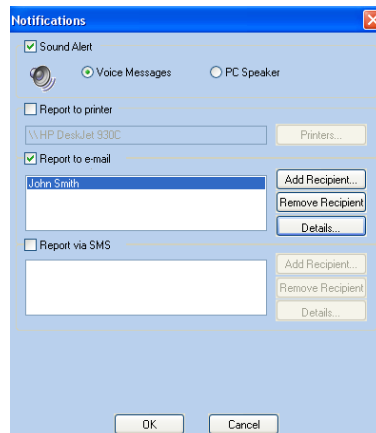 Notifications
Sound Alert
Voice Messages PC Speaker
Report to printer
\\HP DeskJet 930C Printers...
Report to e-mail
John Smith Add Recipient...
Remove Recipient
Details...
Report via SMS
Add Recipient...
Remove Recipient
Details...
OK Cancel